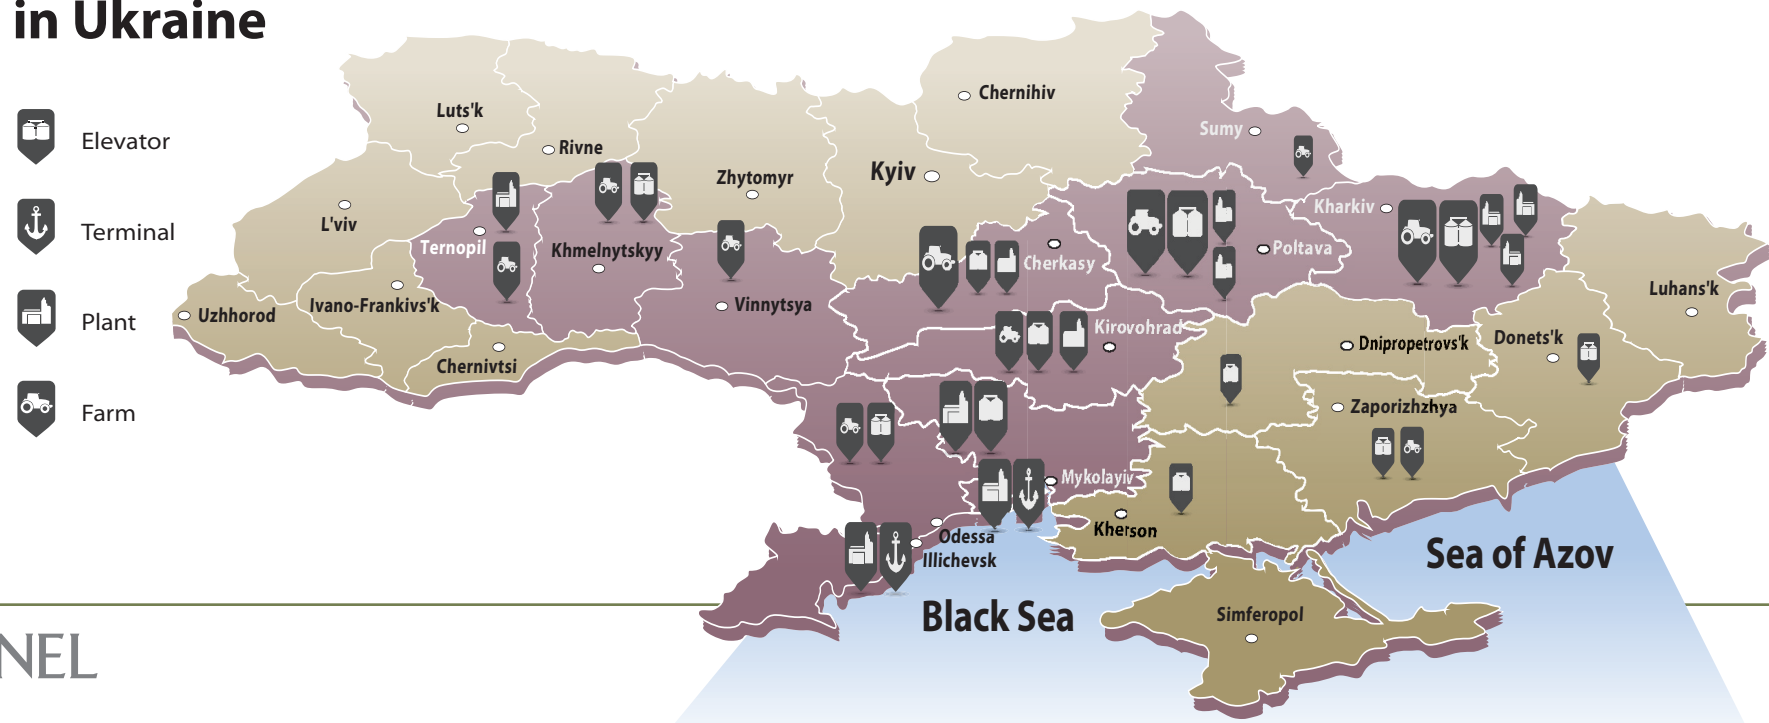 in Ukraine
Elevator
Terminal
Plant
Farm
Chernihiv
Luts'k
Sumy
Rivne
Kyiv
Zhytomyr
L'viv
Kharkiv
Ternopil
Khmelnytskyy
Cherkasy
Poltava
Luhans'k
Ivano-Frankivs'k
Vinnytsya
Uzhhorod
Kirovohrad
Donets'k
Dnipropetrovs'k
Chernivtsi
Zaporizhzhya
Mykolayiv
Kherson
Odessa
Illichevsk
Sea of Azov
Black Sea
Simferopol
NEL